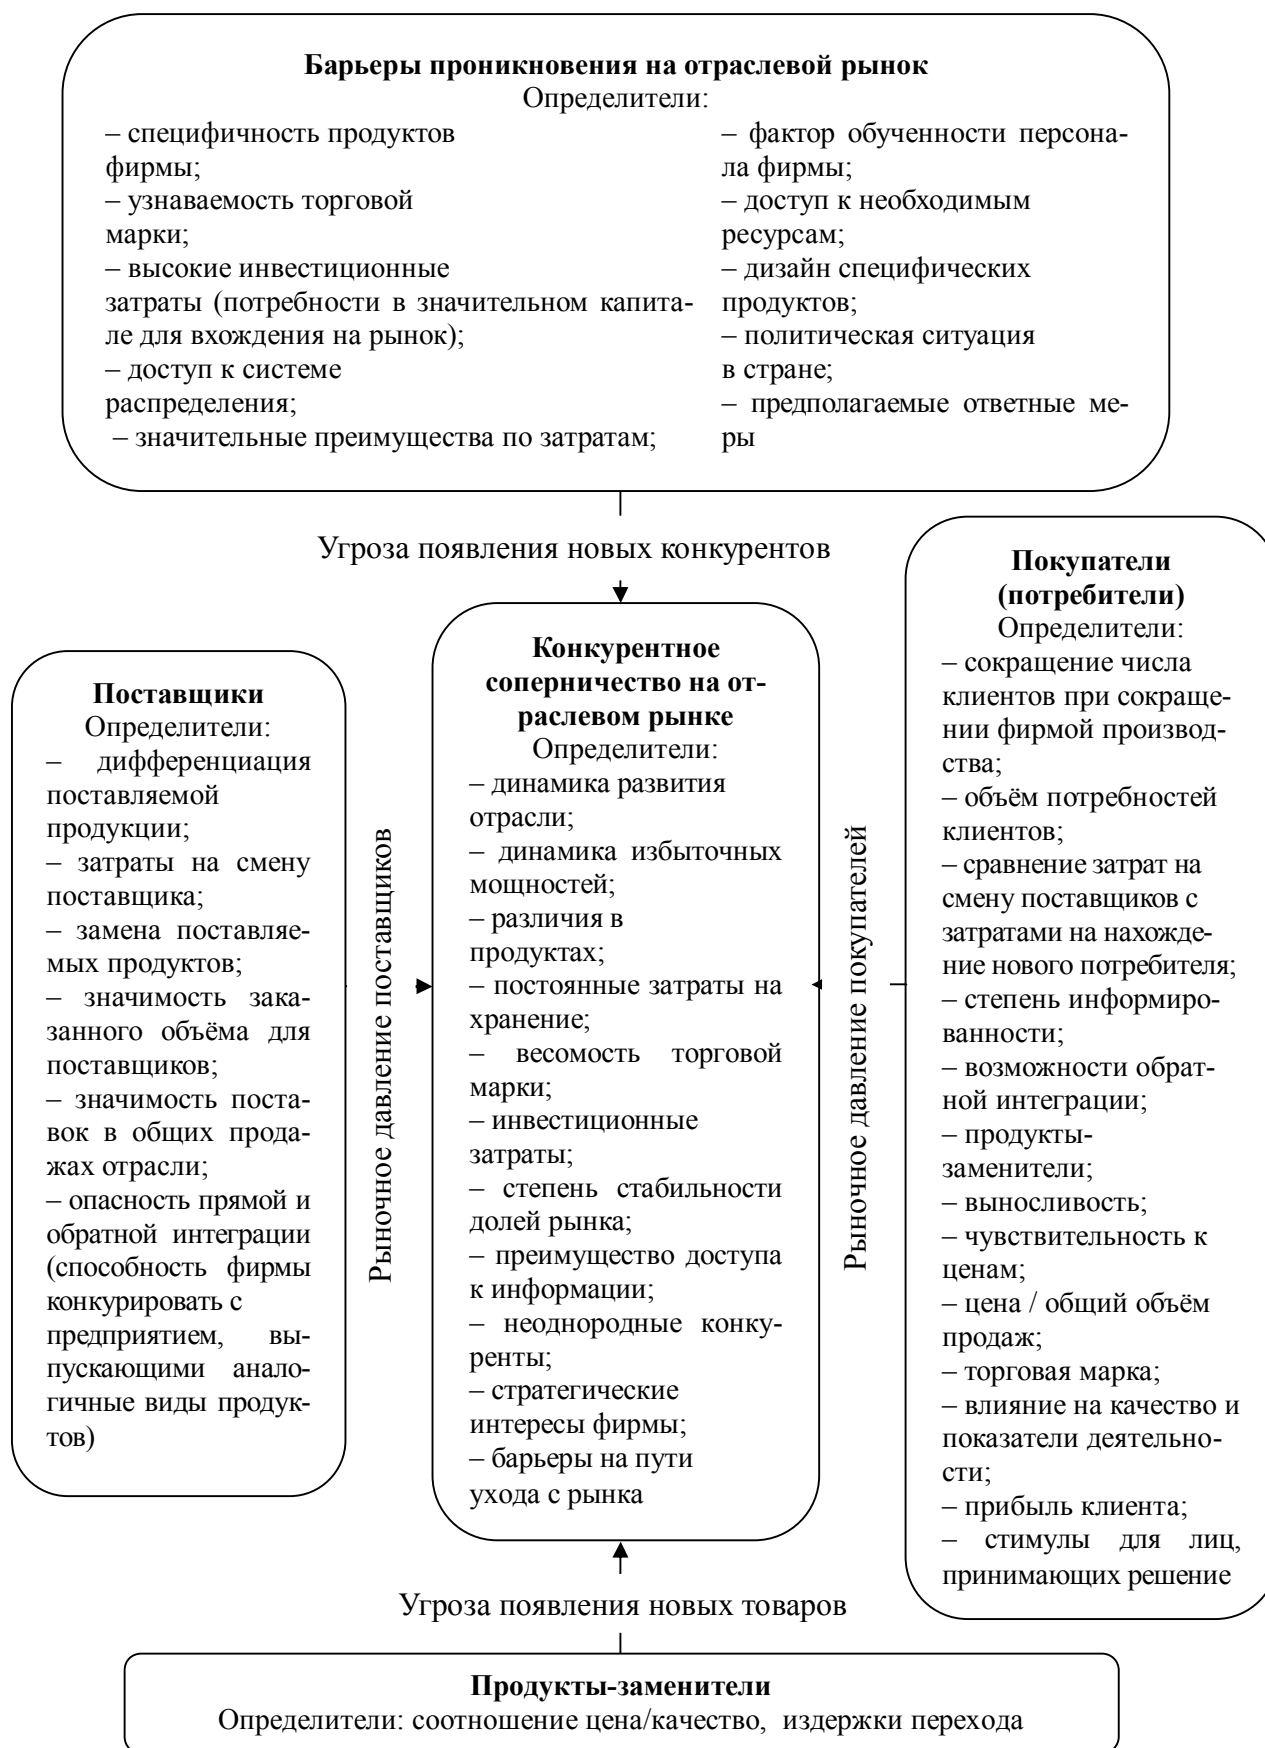 Барьеры проникновения на отраслевой рынок
Определители:
– специфичность продуктов
фирмы;
– узнаваемость торговой
марки;
– высокие инвестиционные
затраты (потребности в значительном капита-
ле для вхождения на рынок);
– доступ к системе
распределения;
– значительные преимущества по затратам;
– фактор обученности персона-
ла фирмы;
– доступ к необходимым
ресурсам;
– дизайн специфических
продуктов;
– политическая ситуация
в стране;
– предполагаемые ответные ме-
ры
Угроза появления новых конкурентов
Поставщики
Определители:
– дифференциация
поставляемой
продукции;
– затраты на смену
поставщика;
– замена поставляе-
мых продуктов;
– значимость зака-
занного объёма для
поставщиков;
– значимость поста-
вок в общих прода-
жах отрасли;
– опасность прямой и
обратной интеграции
(способность фирмы
конкурировать с
предприятием, вы-
пускающими анало-
гичные виды продук-
тов)
Рыночное давление поставщиков
Конкурентное
соперничество на от-
раслевом рынке
Определители:
– динамика развития
отрасли;
– динамика избыточных
мощностей;
– различия в
продуктах;
– постоянные затраты на
хранение;
– весомость торговой
марки;
– инвестиционные
затраты;
– степень стабильности
долей рынка;
– преимущество доступа
к информации;
– неоднородные конку-
ренты;
– стратегические
интересы фирмы;
– барьеры на пути
ухода с рынка
Рыночное давление покупателей
Покупатели
(потребители)
Определители:
– сокращение числа
клиентов при сокраще-
нии фирмой производ-
ства;
– объём потребностей
клиентов;
– сравнение затрат на
смену поставщиков с
затратами на нахожде-
ние нового потребителя;
– степень информиро-
ванности;
– возможности обрат-
ной интеграции;
– продукты-
заменители;
– выносливость;
– чувствительность к
ценам;
– цена / общий объём
продаж;
– торговая марка;
– влияние на качество и
показатели деятельно-
сти;
– прибыль клиента;
– стимулы для лиц,
принимающих решение
Угроза появления новых товаров
Продукты-заменители
Определители: соотношение цена/качество, издержки перехода